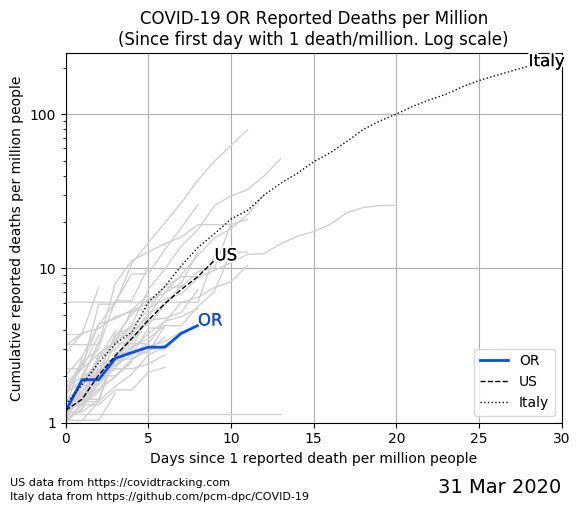 COVID-19 OR Reported Deaths per Million
(Since first day with 1 death/million. Log scale)
Cumulative reported deaths per million people
100
10
1
Italy
US
OR
OR
US
Italy
0 5 10 15 20 25 30
Days since 1 reported death per million people
US data from https://covidtracking.com
Italy data from https://github.com/pcm-dpc/COVID-19
31 Mar 2020